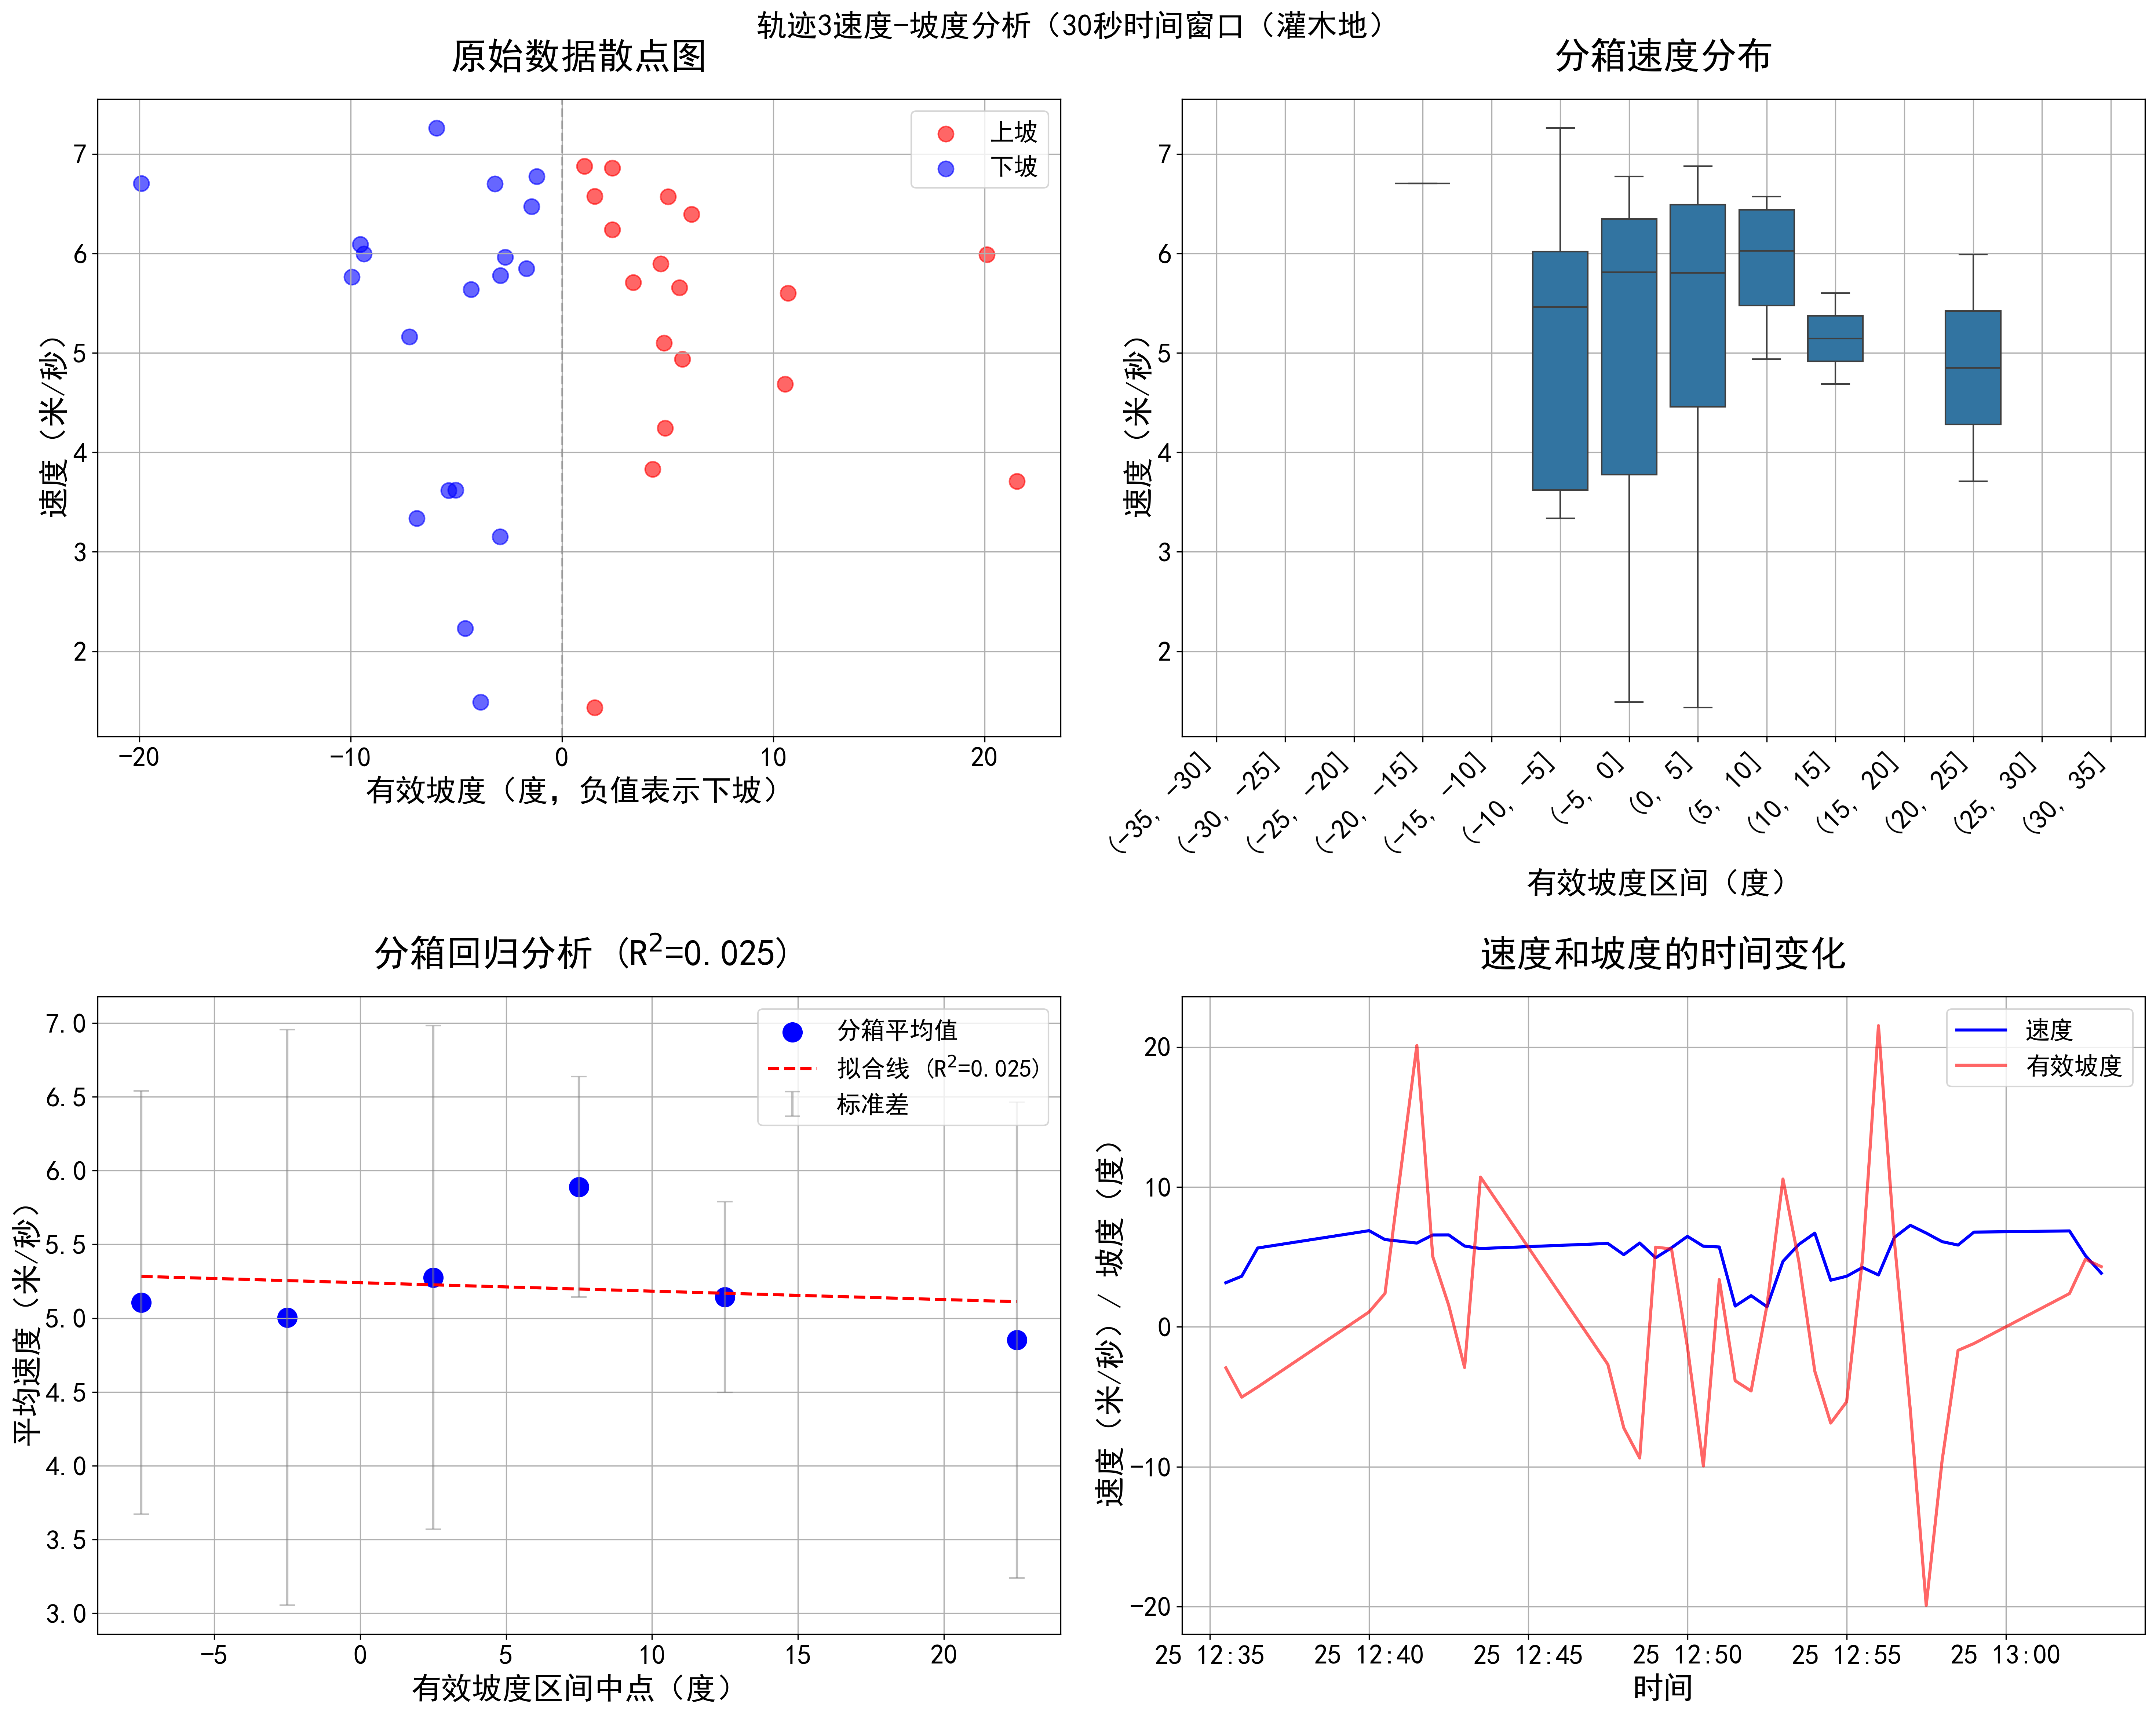 轨迹3速度-坡度分析（30秒时间窗口（灌木地）
原始数据散点图
上坡
下坡
7
6
5
4
3
2
速度（米/秒）
−20
−10
0
10
20
有效坡度（度，负值表示下坡）
分箱速度分布
7
6
5
4
3
2
速度（米/秒）
(−35, −30]
(−30, −25]
(−25, −20]
(−20, −15]
(−15, −10]
(−10, −5]
(−5, 0]
(0, 5]
(5, 10]
(10, 15]
(15, 20]
(20, 25]
(25, 30]
(30, 35]
有效坡度区间（度）
分箱回归分析 (R²=0.025)
分箱平均值
拟合线 (R²=0.025)
标准差
7.0
6.5
6.0
5.5
5.0
4.5
4.0
3.5
3.0
平均速度（米/秒）
−5
0
5
10
15
20
有效坡度区间中点（度）
速度和坡度的时间变化
速度
有效坡度
20
10
0
−10
−20
速度（米/秒）/ 坡度（度）
25 12:35
25 12:40
25 12:45
25 12:50
25 12:55
25 13:00
时间